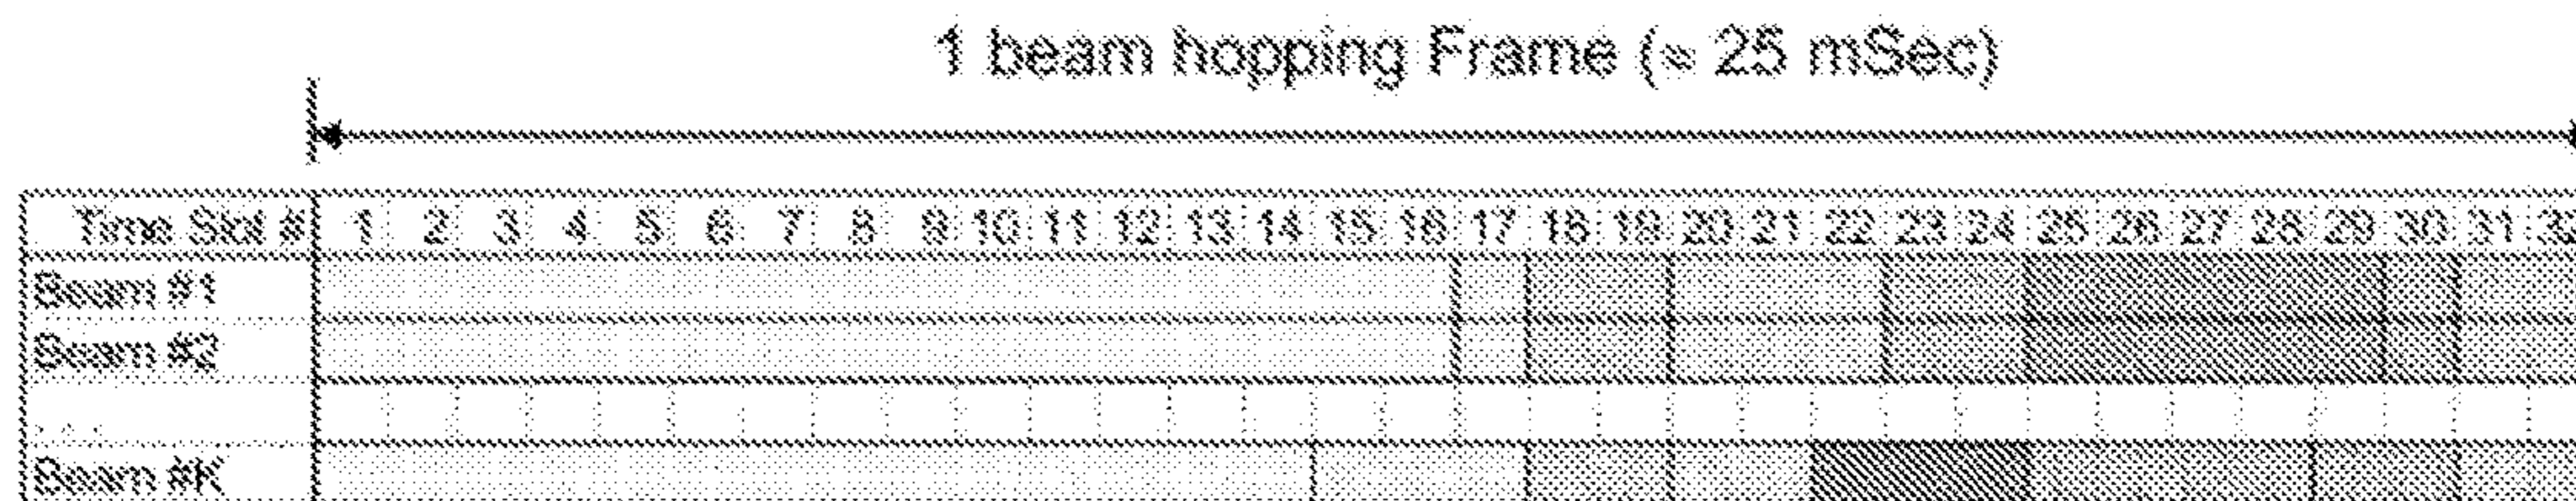 1 beam hopping Frame (≈ 25 mSec)
Time Slot # 1 2 3 4 5 6 7 8 9 10 11 12 13 14 15 16 17 18 19 20 21 22 23 24 25 26 27 28 29 30 31 32
Beam #1
Beam #2
...
Beam #K